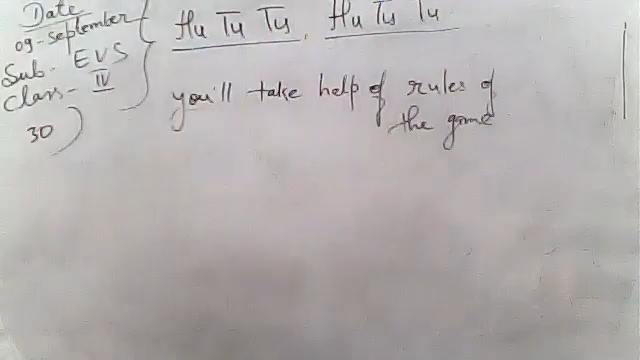 Date
09-september
Sub- EVS
Class- IV
30
Hu Tu Tu, Hu Tu Tu
you'll take help of rules of
the game